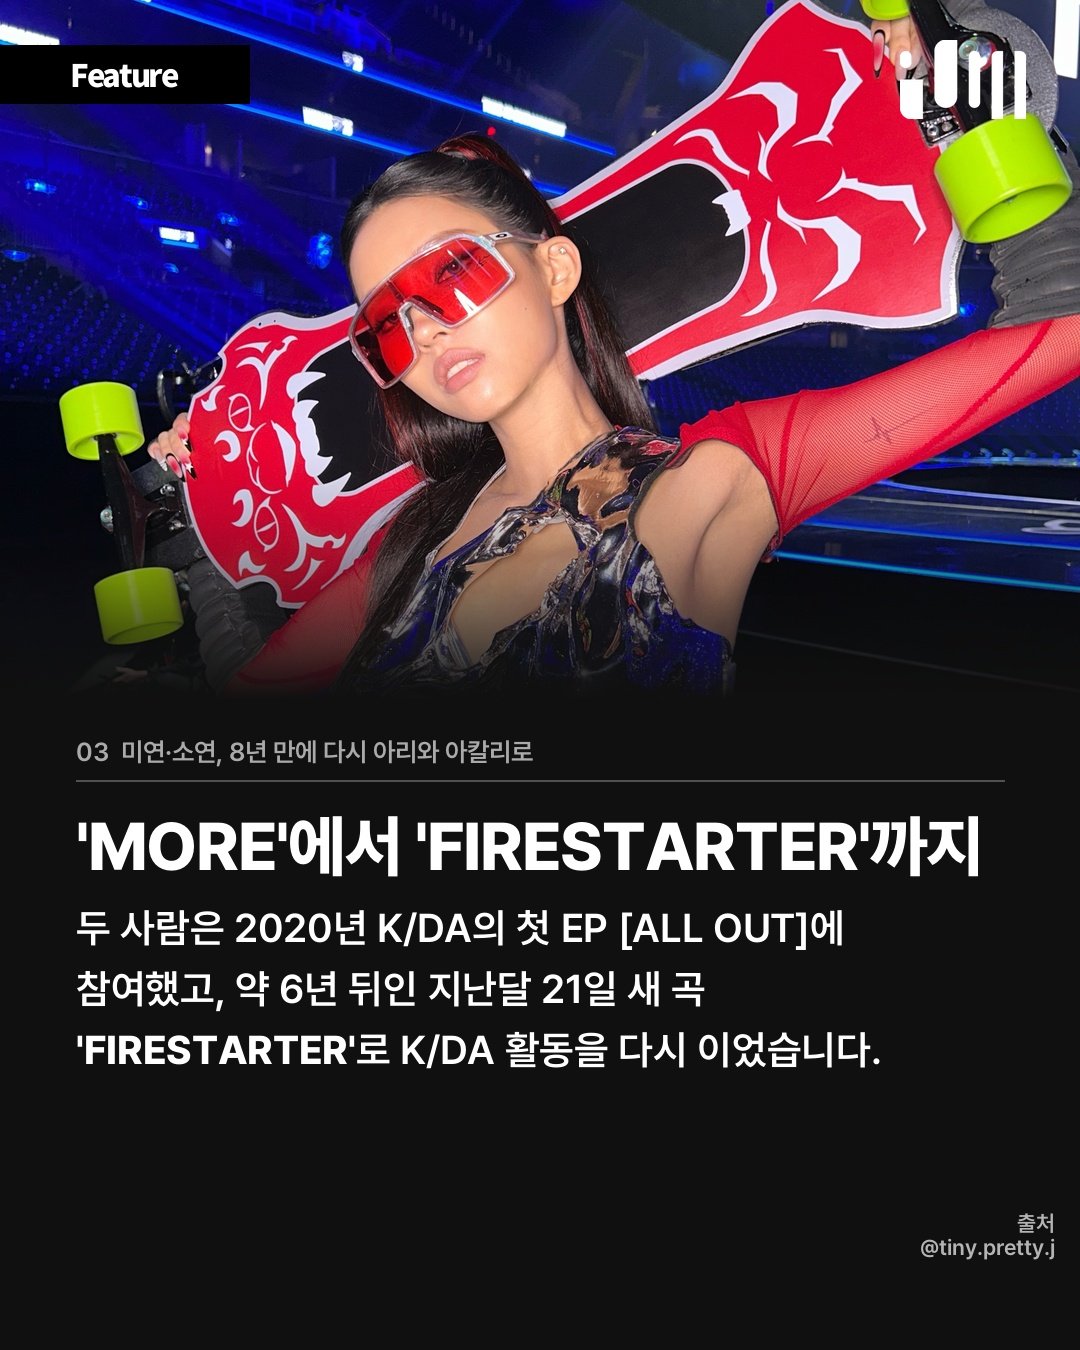 Feature
03 미연·소연, 8년 만에 다시 아리와 아칼리로
'MORE'에서 'FIRESTARTER'까지
두 사람은 2020년 K/DA의 첫 EP [ALL OUT]에
참여했고, 약 6년 뒤인 지난달 21일 새 곡
'FIRESTARTER'로 K/DA 활동을 다시 이었습니다.
출처
@tiny.pretty.j